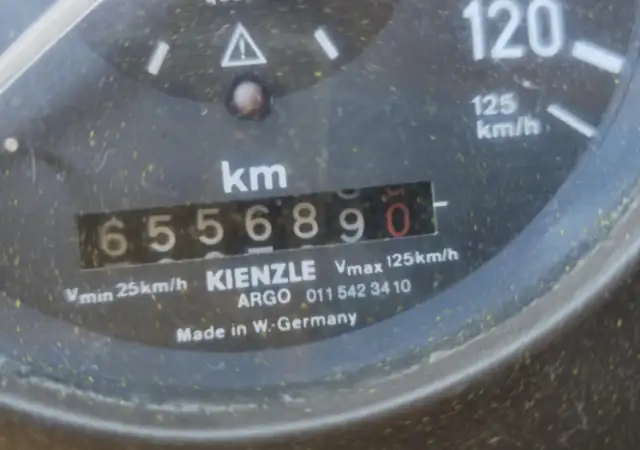 120
125
km/h
km
6556890
Vmin 25km/h KIENZLE Vmax 125km/h
ARGO 011 542 34 10
Made in W.-Germany